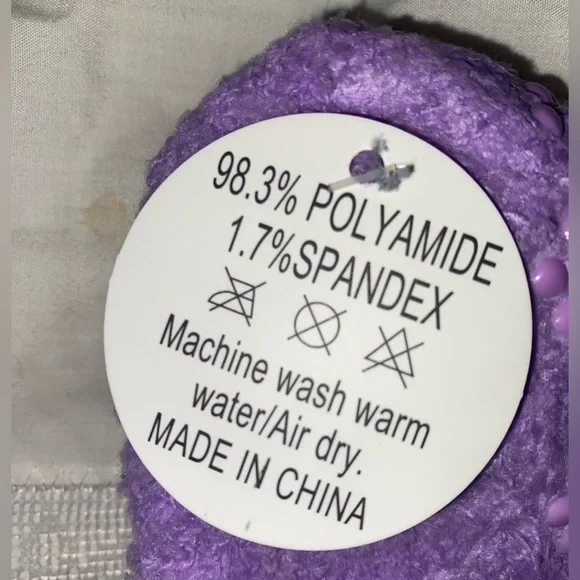 98.3% POLYAMIDE
1.7%SPANDEX
Machine wash warm
water/Air dry.
MADE IN CHINA